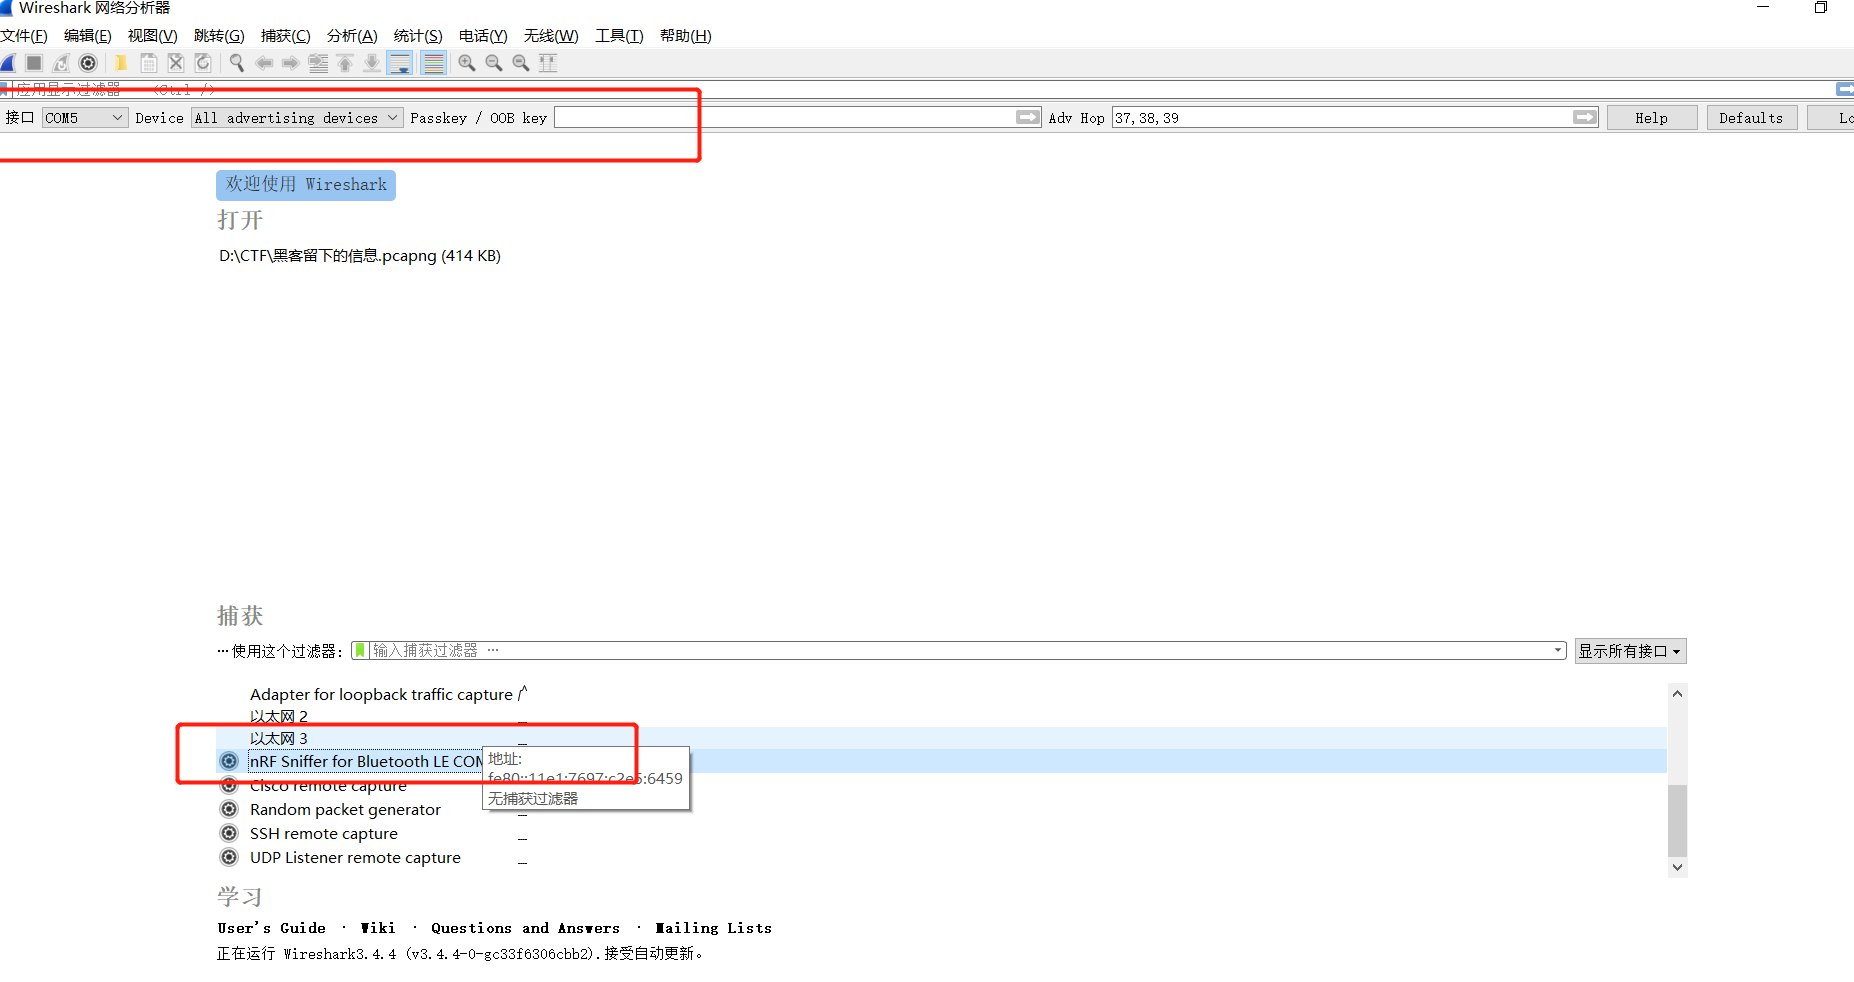 Wireshark 网络分析器
文件(F) 编辑(E) 视图(V) 跳转(G) 捕获(C) 分析(A) 统计(S) 电话(Y) 无线(W) 工具(T) 帮助(H)
应用显示过滤器 … <Ctrl-/>
接口 COM5 Device All advertising devices Passkey / OOB key Adv Hop 37,38,39 Help Defaults Lo
欢迎使用 Wireshark
打开
D:\CTF\黑客留下的信息.pcapng (414 KB)
捕获
…使用这个过滤器: 输入捕获过滤器 … 显示所有接口
Adapter for loopback traffic capture
以太网 2
以太网 3
nRF Sniffer for Bluetooth LE COM
地址:
fe80::11e1:7697:c2e5:6459
无捕获过滤器
Cisco remote capture
Random packet generator
SSH remote capture
UDP Listener remote capture
学习
User's Guide · Wiki · Questions and Answers · Mailing Lists
正在运行 Wireshark3.4.4 (v3.4.4-0-gc33f6306cbb2).接受自动更新。